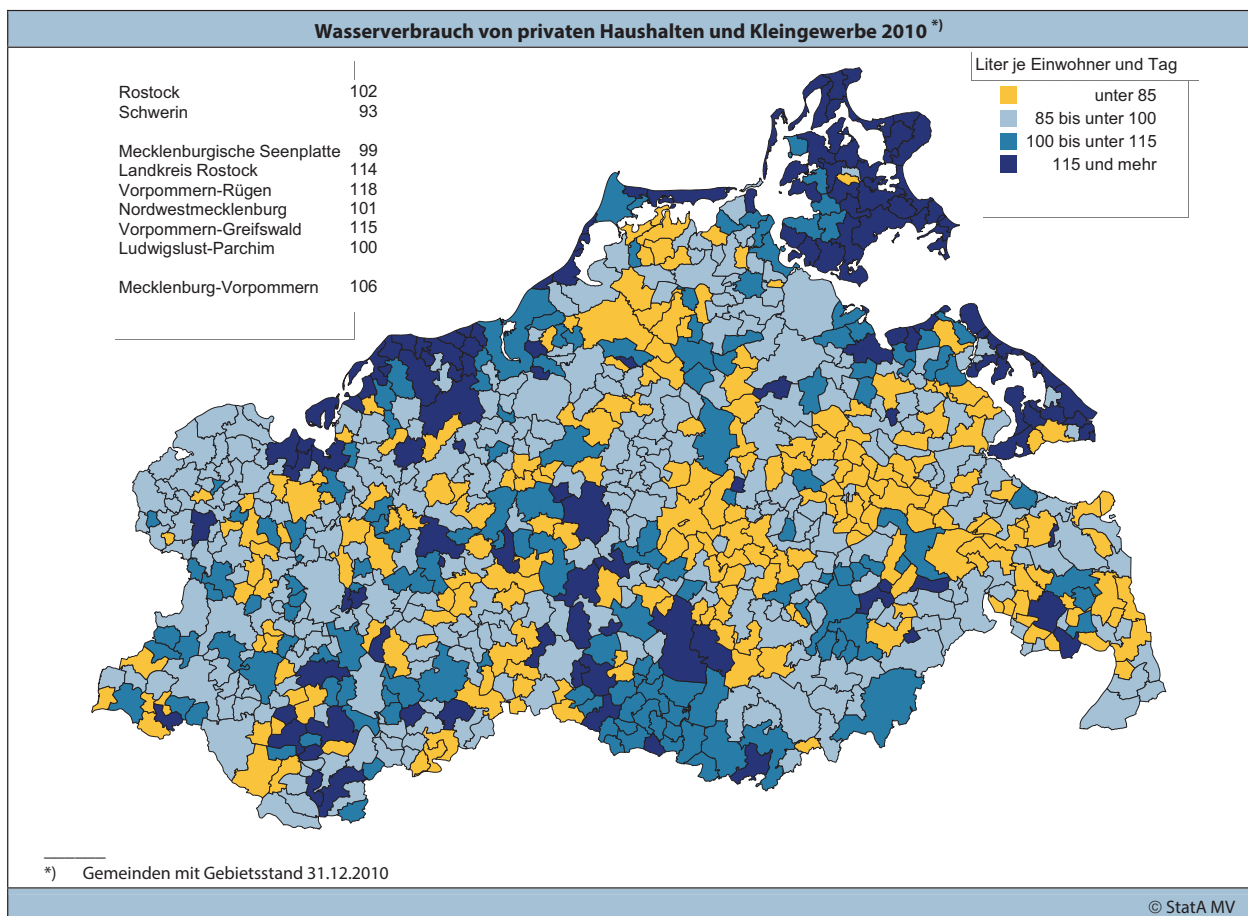 Wasserverbrauch von privaten Haushalten und Kleingewerbe 2010 *)
Liter je Einwohner und Tag
unter 85
85 bis unter 100
100 bis unter 115
115 und mehr
Rostock 102
Schwerin 93
Mecklenburgische Seenplatte 99
Landkreis Rostock 114
Vorpommern-Rügen 118
Nordwestmecklenburg 101
Vorpommern-Greifswald 115
Ludwigslust-Parchim 100
Mecklenburg-Vorpommern 106
*) Gemeinden mit Gebietsstand 31.12.2010
© StatA MV